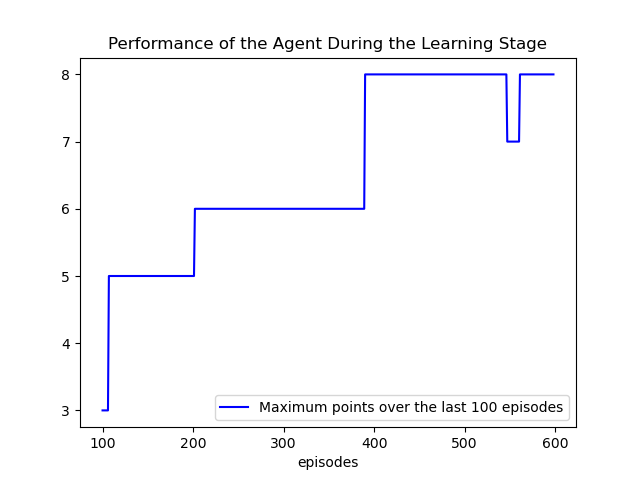 Performance of the Agent During the Learning Stage
8
7
6
5
4
3
Maximum points over the last 100 episodes
100 200 300 400 500 600
episodes